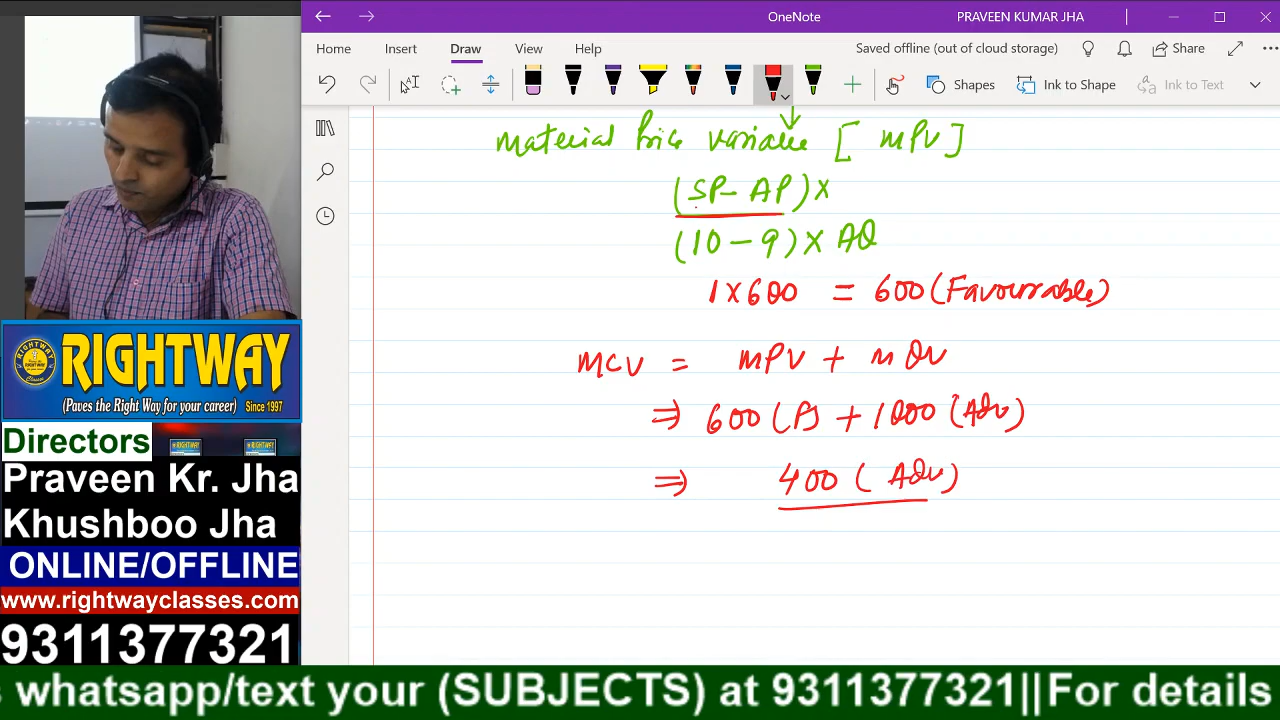 OneNote
PRAVEEN KUMAR JHA
Home Insert Draw View Help
Saved offline (out of cloud storage)
Share
Shapes
Ink to Shape
Ink to Text
Material Price variance [MPV]
(SP - AP) ×
(10 - 9) × AQ
1 × 600 = 600 (Favourable)
MCV = MPV + MQV
⇒ 600 (F) + 1000 (Adv)
⇒ 400 (Adv)
RIGHTWAY
(Paves the Right Way for your career) Since 1997
Directors
Praveen Kr. Jha
Khushboo Jha
ONLINE/OFFLINE
www.rightwayclasses.com
9311377321
s whatsapp/text your (SUBJECTS) at 9311377321||For details